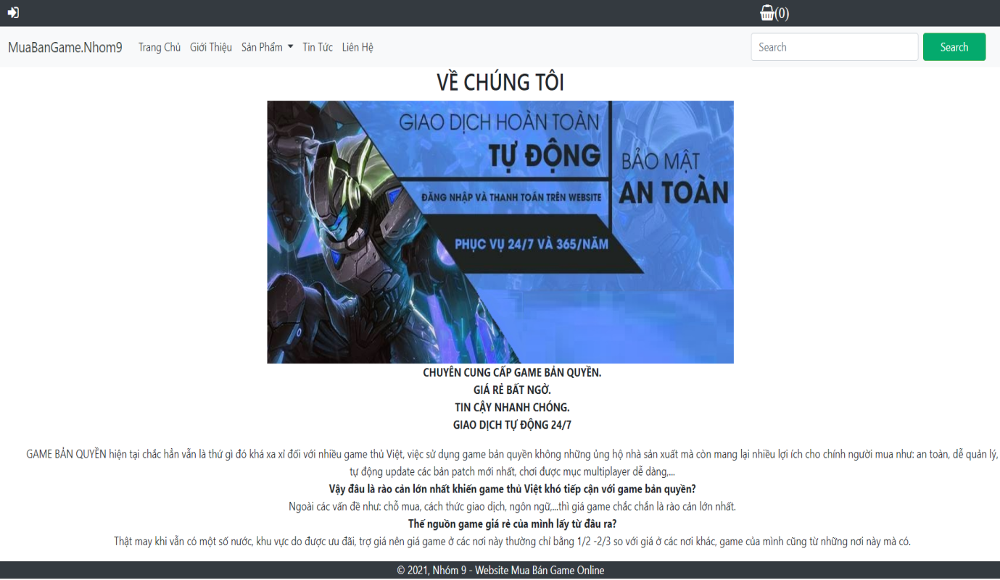 (0)
MuaBanGame.Nhom9 Trang Chủ Giới Thiệu Sản Phẩm Tin Tức Liên Hệ Search Search
VỀ CHÚNG TÔI
GIAO DỊCH HOÀN TOÀN
TỰ ĐỘNG
BẢO MẬT
AN TOÀN
ĐĂNG NHẬP VÀ THANH TOÁN TRÊN WEBSITE
PHỤC VỤ 24/7 VÀ 365/NĂM
CHUYÊN CUNG CẤP GAME BẢN QUYỀN.
GIÁ RẺ BẤT NGỜ.
TIN CẬY NHANH CHÓNG.
GIAO DỊCH TỰ ĐỘNG 24/7
GAME BẢN QUYỀN hiện tại chắc hẳn vẫn là thứ gì đó khá xa xỉ đối với nhiều game thủ Việt, việc sử dụng game bản quyền không những ủng hộ nhà sản xuất mà còn mang lại nhiều lợi ích cho chính người mua như: an toàn, dễ quản lý,
tự động update các bản patch mới nhất, chơi được mục multiplayer dễ dàng,...
Vậy đâu là rào cản lớn nhất khiến game thủ Việt khó tiếp cận với game bản quyền?
Ngoài các vấn đề như: chỗ mua, cách thức giao dịch, ngôn ngữ,...thì giá game chắc chắn là rào cản lớn nhất.
Thế nguồn game giá rẻ của mình lấy từ đâu ra?
Thật may khi vẫn có một số nước, khu vực do được ưu đãi, trợ giá nên giá game ở các nơi này thường chỉ bằng 1/2 -2/3 so với giá ở các nơi khác, game của mình cũng từ những nơi này mà có.
© 2021, Nhóm 9 - Website Mua Bán Game Online